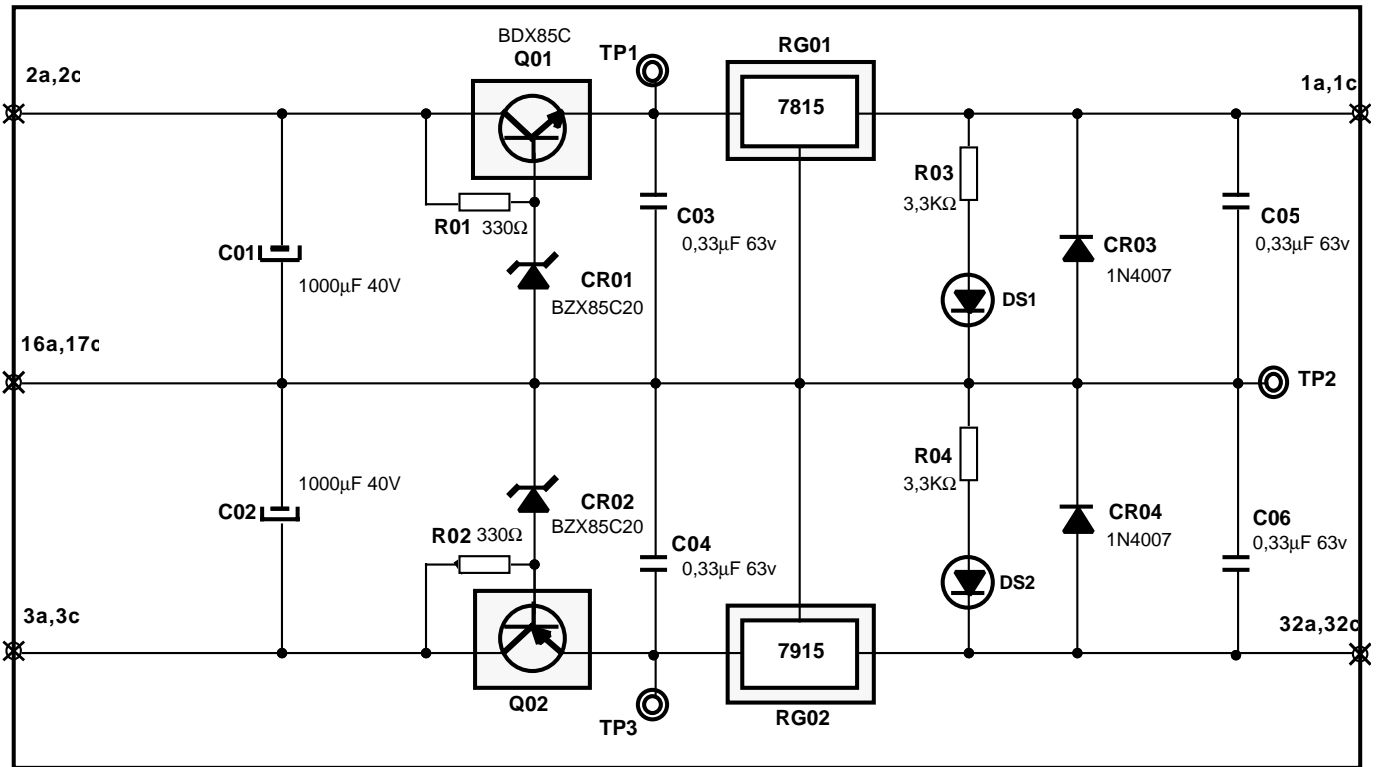 BDX85C
Q01
TP1
RG01
2a,2c
1a,1c
7815
R03
3,3KΩ
R01 330Ω
C03
0,33µF 63v
C05
0,33µF 63v
C01
1000µF 40V
CR01
BZX85C20
CR03
1N4007
DS1
16a,17c
TP2
R04
3,3KΩ
1000µF 40V
C02
CR02
BZX85C20
R02 330Ω
C04
0,33µF 63v
CR04
1N4007
C06
0,33µF 63v
DS2
3a,3c
32a,32c
7915
Q02
TP3
RG02